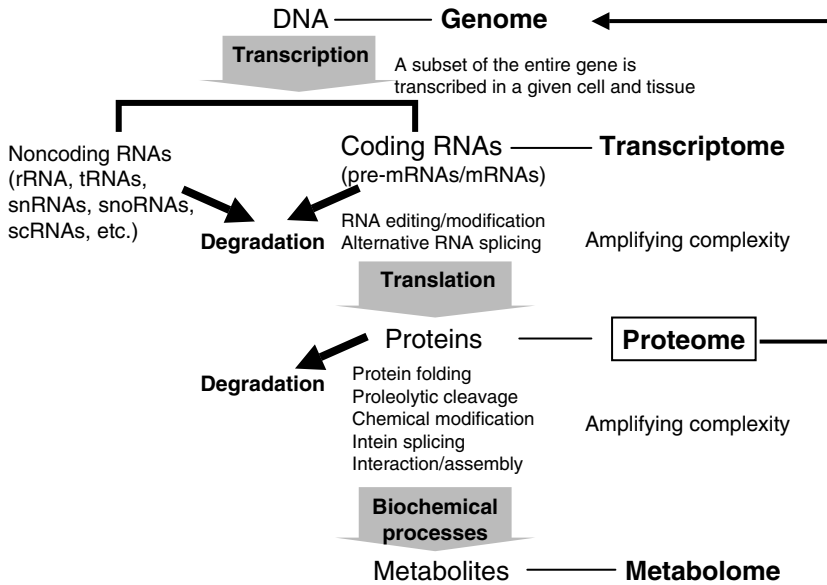 DNA Genome
Transcription
A subset of the entire gene is
transcribed in a given cell and tissue
Noncoding RNAs
(rRNA, tRNAs,
snRNAs, snoRNAs,
scRNAs, etc.)
Coding RNAs Transcriptome
(pre-mRNAs/mRNAs)
Degradation
RNA editing/modification
Alternative RNA splicing
Amplifying complexity
Translation
Proteins Proteome
Degradation
Protein folding
Proleolytic cleavage
Chemical modification
Intein splicing
Interaction/assembly
Amplifying complexity
Biochemical
processes
Metabolites Metabolome